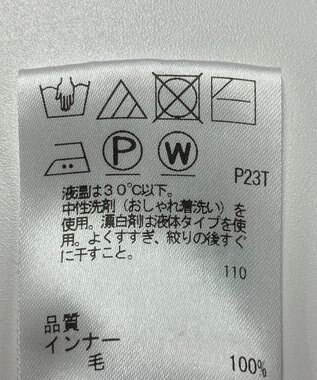 P W
P23T
液温は30℃以下。
中性洗剤（おしゃれ着洗い）を
使用。漂白剤は液体タイプを使
用。よくすすぎ、絞りの後すぐ
に干すこと。
110
品質
インナー
毛 100%